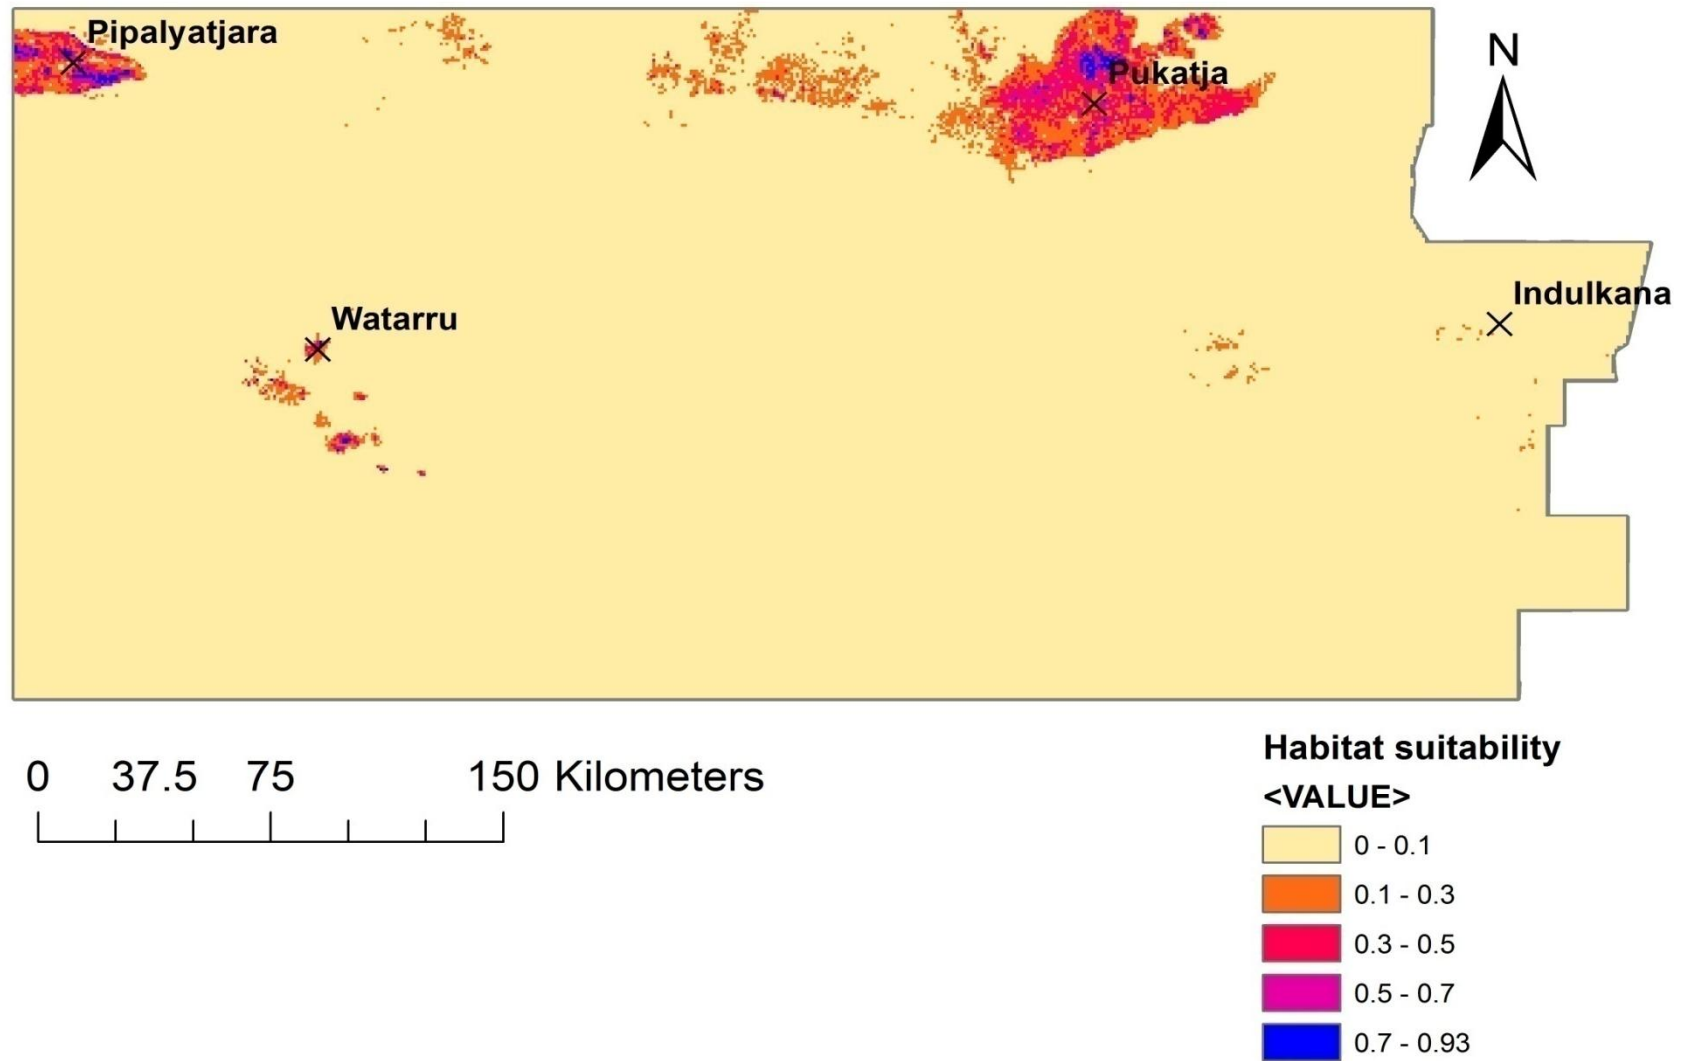 Pipalyatjara
N
Pukatja
Indulkana
Watarru
0 37.5 75 150 Kilometers
Habitat suitability
<VALUE>
0 - 0.1
0.1 - 0.3
0.3 - 0.5
0.5 - 0.7
0.7 - 0.93